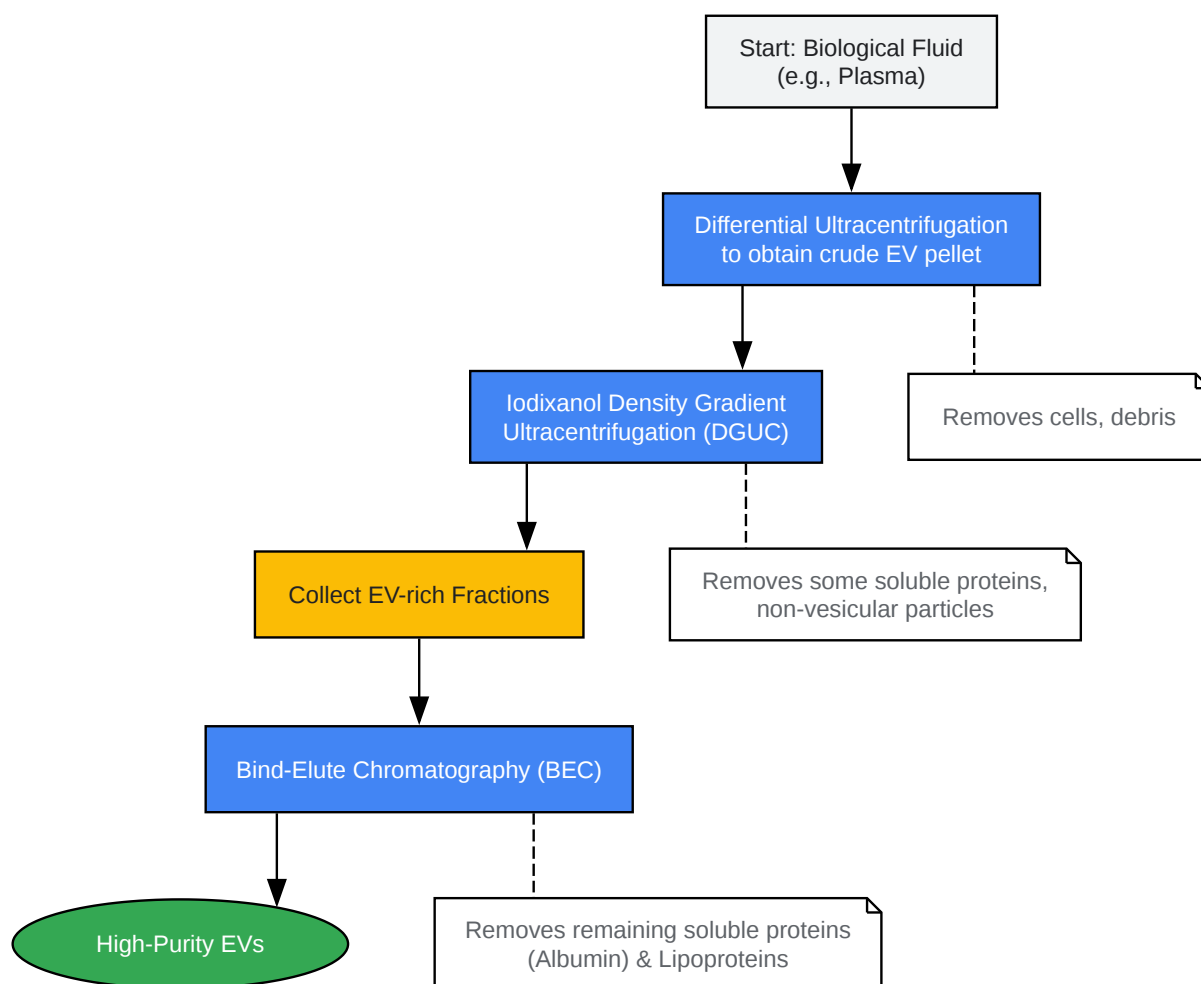 Start: Biological Fluid
(e.g., Plasma)
Differential Ultracentrifugation
to obtain crude EV pellet
Removes cells, debris
Iodixanol Density Gradient
Ultracentrifugation (DGUC)
Removes some soluble proteins,
non-vesicular particles
Collect EV-rich Fractions
Bind-Elute Chromatography (BEC)
Removes remaining soluble proteins
(Albumin) & Lipoproteins
High-Purity EVs